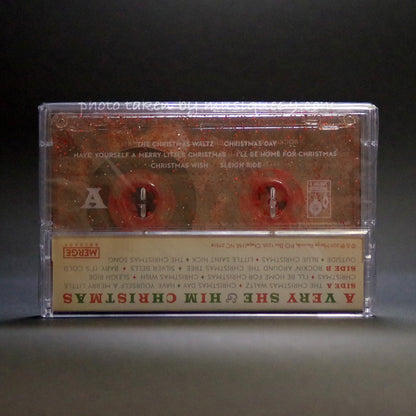 photo taken by
THE CHRISTMAS WALTZ CHRISTMAS DAY
HAVE YOURSELF A MERRY LITTLE CHRISTMAS I'LL BE HOME FOR CHRISTMAS
CHRISTMAS WISH SLEIGH RIDE
A
A VERY SHE & HIM CHRISTMAS
SIDE A THE CHRISTMAS WALTZ • CHRISTMAS DAY • HAVE YOURSELF A MERRY LITTLE
CHRISTMAS • I'LL BE HOME FOR CHRISTMAS • CHRISTMAS WISH • SLEIGH RIDE
SIDE B ROCKIN' AROUND THE CHRISTMAS TREE • SILVER BELLS • BABY, IT'S COLD
OUTSIDE • BLUE CHRISTMAS • LITTLE SAINT NICK • THE CHRISTMAS SONG
MERGE
RECORDS